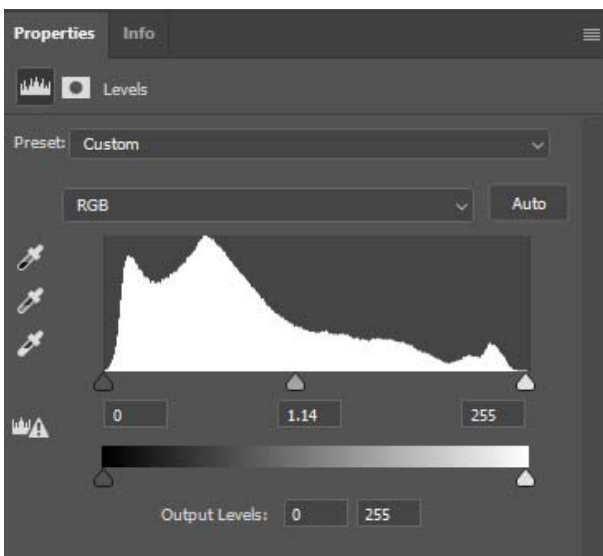 Properties Info
Levels
Preset: Custom
RGB Auto
0 1.14 255
Output Levels: 0 255